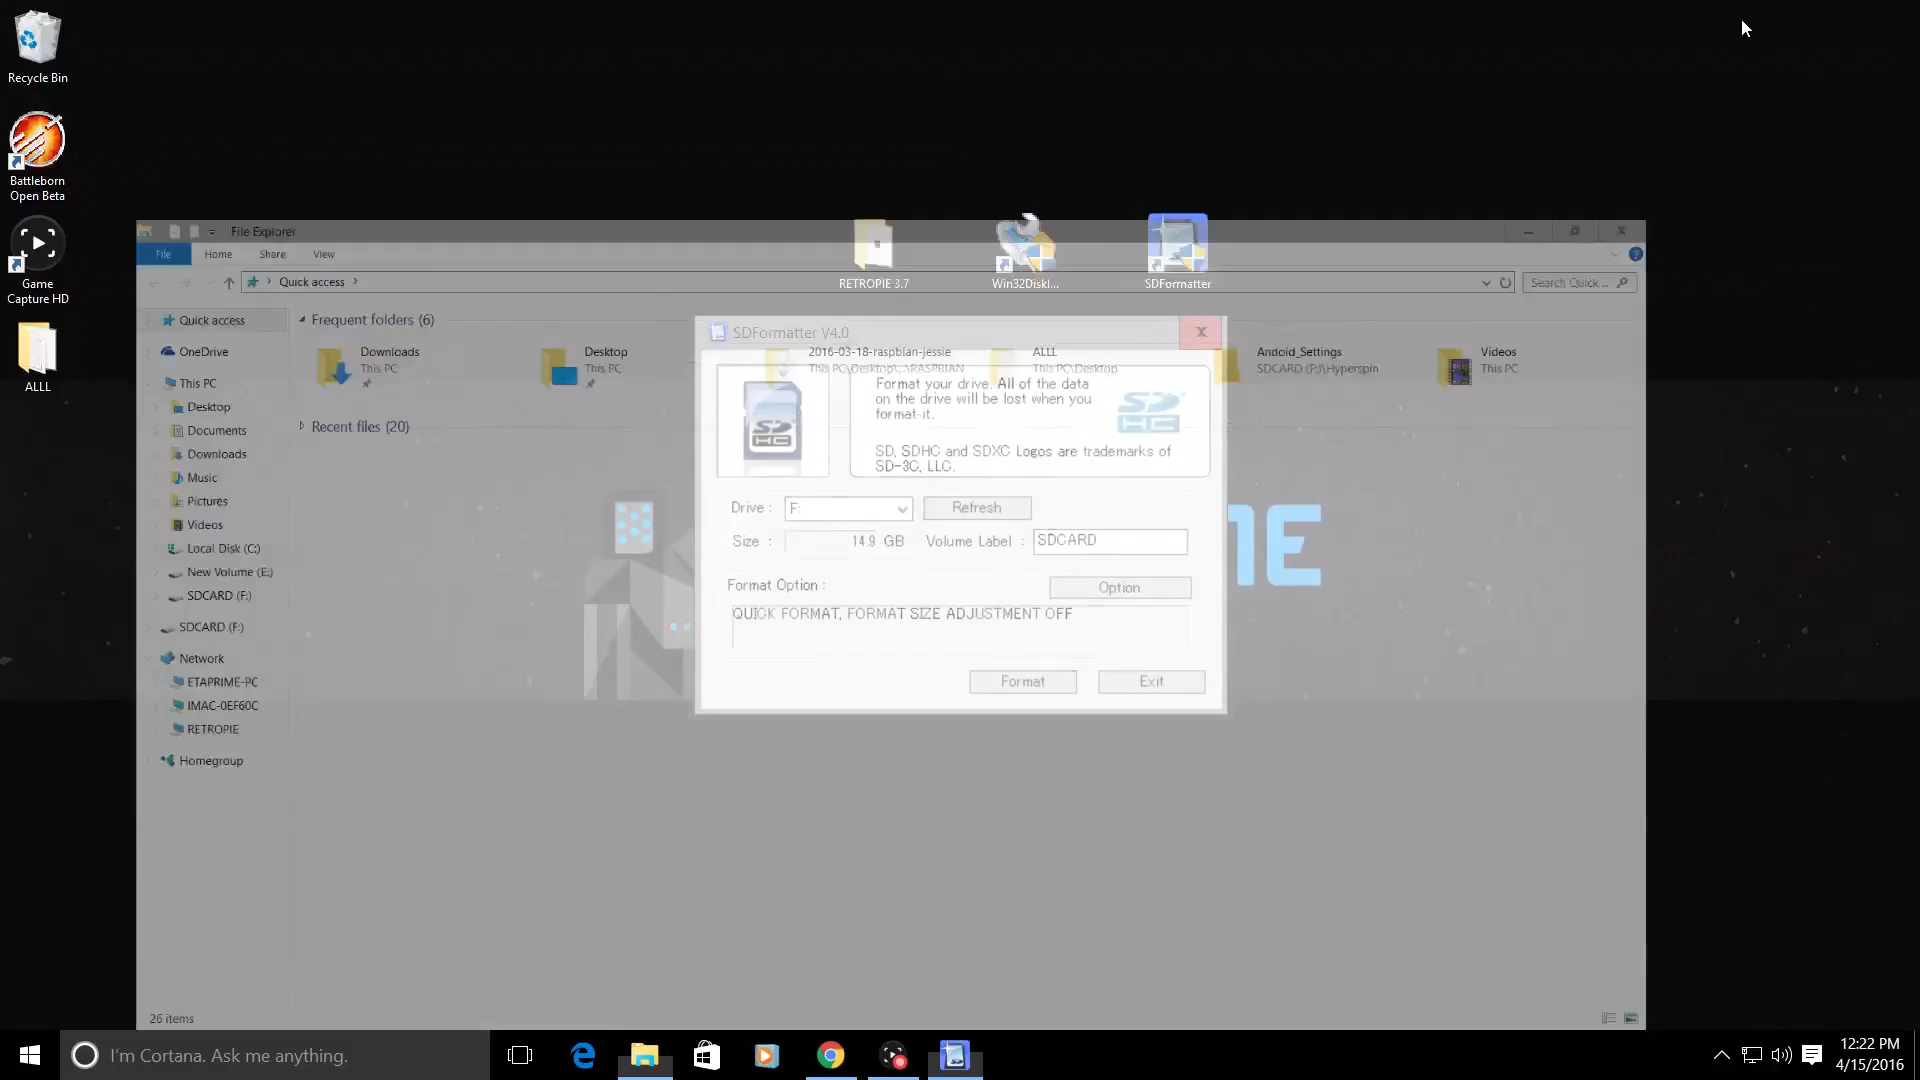 Recycle Bin
Battleborn
Open Beta
Game
Capture HD
ALLL
RETROPIE 3.7
Win32DiskI...
SDFormatter
File Explorer
File
Home
Share
View
Quick access
Search Quick ...
Quick access
OneDrive
This PC
Desktop
Documents
Downloads
Music
Pictures
Videos
Local Disk (C:)
New Volume (E:)
SDCARD (F:)
SDCARD (F:)
Network
ETAPRIME-PC
IMAC-0EF60C
RETROPIE
Homegroup
26 items
Frequent folders (6)
Downloads
This PC
Desktop
This PC
2016-03-18-raspbian-jessie
This PC\Desktop\...\RASPBIAN
ALLL
This PC\Desktop
Andoid_Settings
SDCARD (F:)\Hyperspin
Videos
This PC
Recent files (20)
SDFormatter V4.0
SD
HC
Format your drive. All of the data
on the drive will be lost when you
format it.
SD
HC
SD, SDHC and SDXC Logos are trademarks of
SD-3C, LLC.
Drive :
F:
Refresh
Size :
14.9 GB
Volume Label :
SDCARD
Format Option :
Option
QUICK FORMAT, FORMAT SIZE ADJUSTMENT OFF
Format
Exit
I'm Cortana. Ask me anything.
12:22 PM
4/15/2016